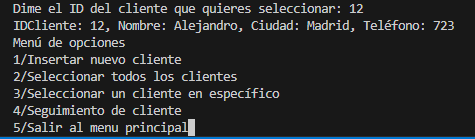 Dime el ID del cliente que quieres seleccionar: 12
IDCliente: 12, Nombre: Alejandro, Ciudad: Madrid, Teléfono: 723
Menú de opciones
1/Insertar nuevo cliente
2/Seleccionar todos los clientes
3/Seleccionar un cliente en específico
4/Seguimiento de cliente
5/Salir al menu principal